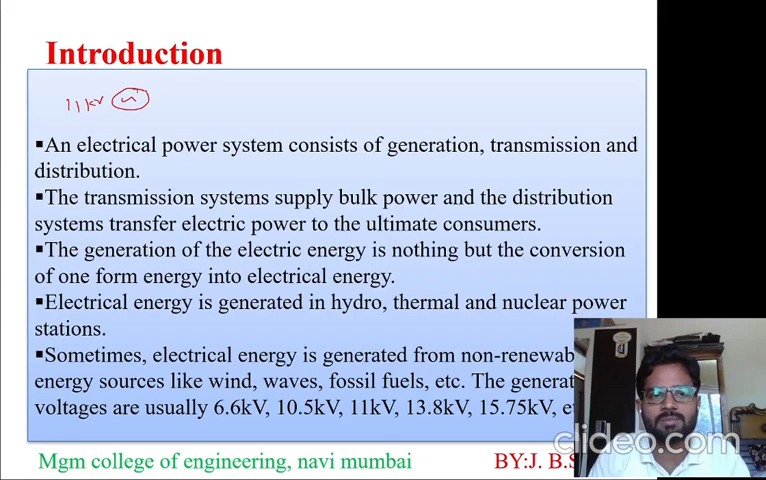 Introduction
11kv
▪An electrical power system consists of generation, transmission and
distribution.
▪The transmission systems supply bulk power and the distribution
systems transfer electric power to the ultimate consumers.
▪The generation of the electric energy is nothing but the conversion
of one form energy into electrical energy.
▪Electrical energy is generated in hydro, thermal and nuclear power
stations.
▪Sometimes, electrical energy is generated from
energy sources like wind, waves, fossil fuels, etc. The
voltages are usually 6.6kV, 10.5kV, 11kV, 13.8kV, 15.75kV,
Mgm college of engineering, navi mumbai
BY:J. B.
clideo.com